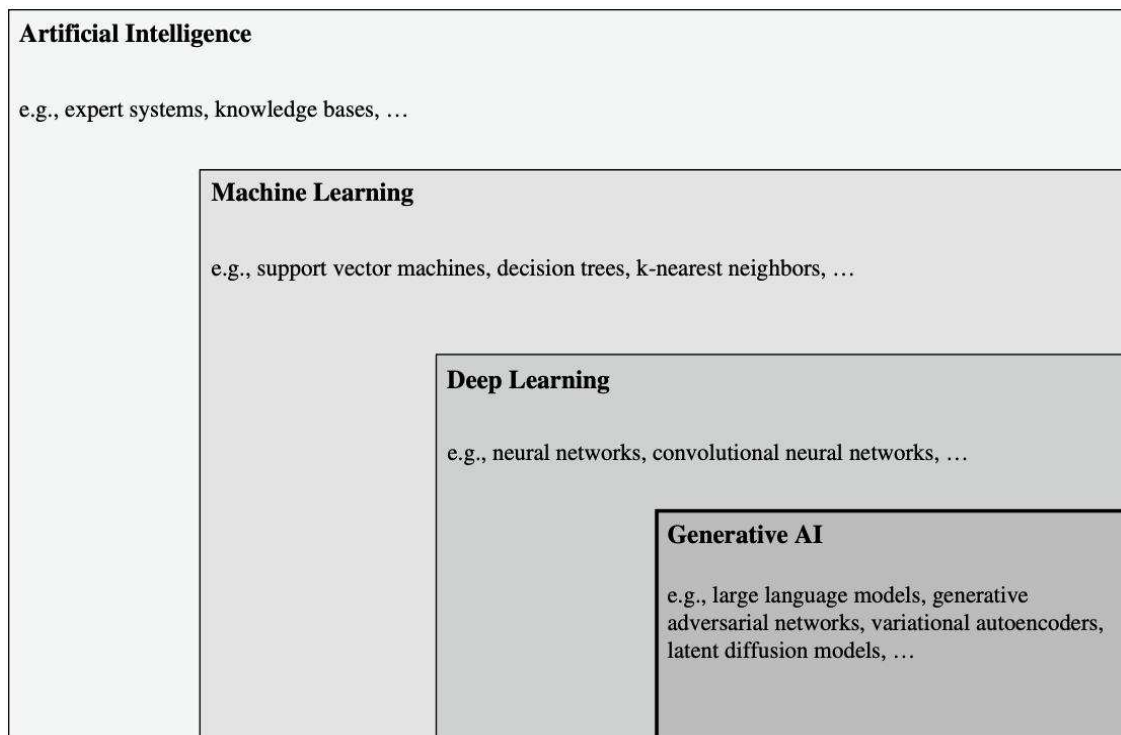 Artificial Intelligence
e.g., expert systems, knowledge bases, …
Machine Learning
e.g., support vector machines, decision trees, k-nearest neighbors, …
Deep Learning
e.g., neural networks, convolutional neural networks, …
Generative AI
e.g., large language models, generative
adversarial networks, variational autoencoders,
latent diffusion models, …